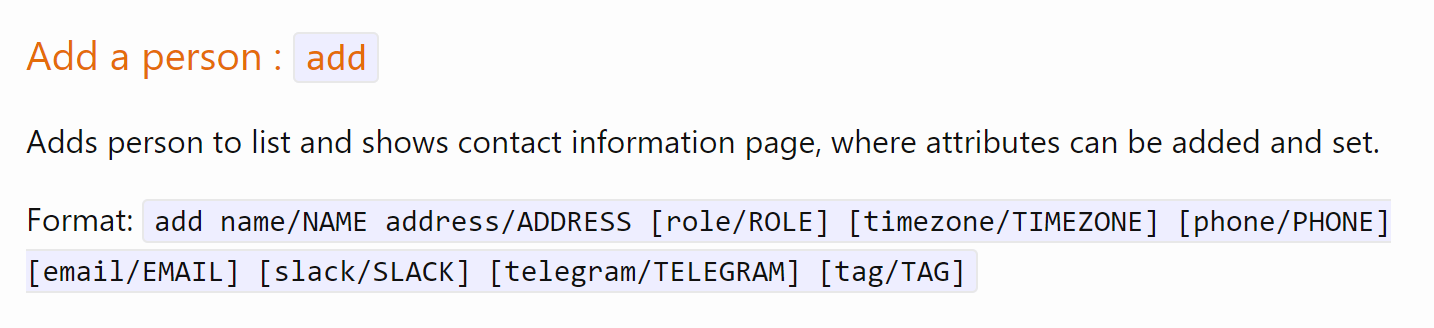 Add a person : add
Adds person to list and shows contact information page, where attributes can be added and set.
Format: add name/NAME address/ADDRESS [role/ROLE] [timezone/TIMEZONE] [phone/PHONE]
[email/EMAIL] [slack/SLACK] [telegram/TELEGRAM] [tag/TAG]